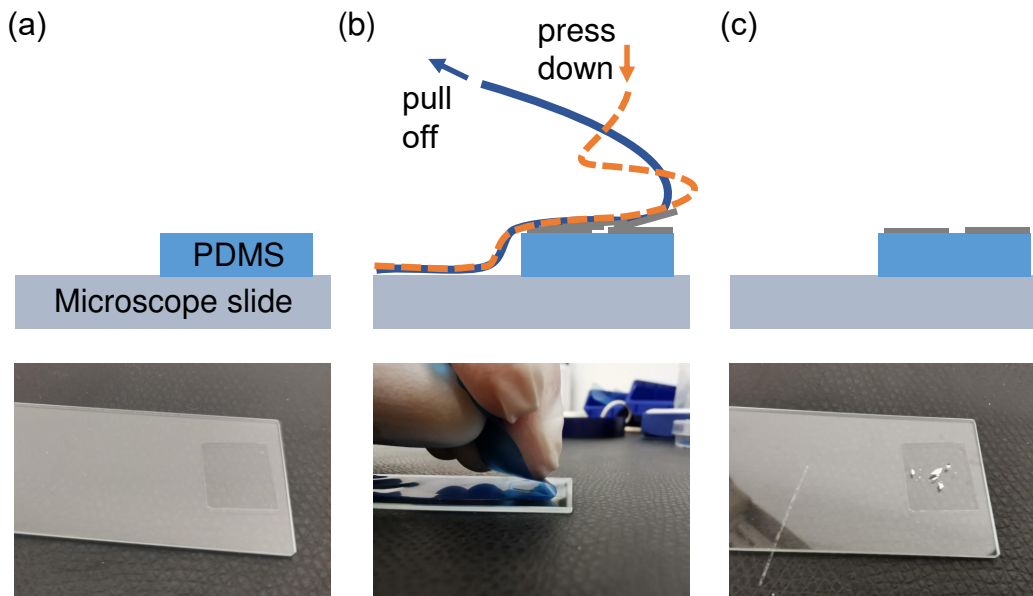 (a)
(b)
(c)
press
down
pull
off
PDMS
Microscope slide